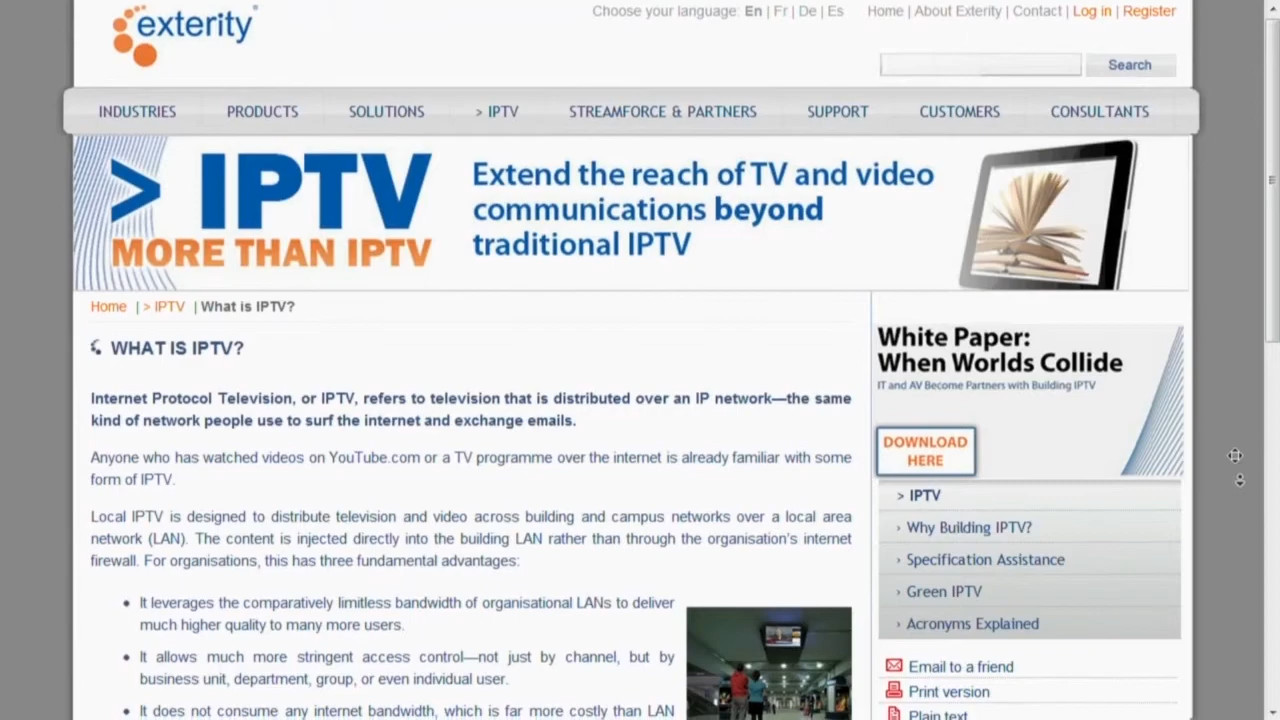 exterity
Choose your language: En | Fr | De | Es
Home | About Exterity | Contact | Log in | Register
Search
INDUSTRIES PRODUCTS SOLUTIONS > IPTV STREAMFORCE & PARTNERS SUPPORT CUSTOMERS CONSULTANTS
> IPTV
MORE THAN IPTV
Extend the reach of TV and video
communications beyond
traditional IPTV
Home | > IPTV | What is IPTV?
WHAT IS IPTV?
Internet Protocol Television, or IPTV, refers to television that is distributed over an IP network—the same
kind of network people use to surf the internet and exchange emails.
Anyone who has watched videos on YouTube.com or a TV programme over the internet is already familiar with some
form of IPTV.
Local IPTV is designed to distribute television and video across building and campus networks over a local area
network (LAN). The content is injected directly into the building LAN rather than through the organisation's internet
firewall. For organisations, this has three fundamental advantages:
• It leverages the comparatively limitless bandwidth of organisational LANs to deliver
much higher quality to many more users.
• It allows much more stringent access control—not just by channel, but by
business unit, department, group, or even individual user.
• It does not consume any internet bandwidth, which is far more costly than LAN
White Paper:
When Worlds Collide
IT and AV Become Partners with Building IPTV
DOWNLOAD
HERE
> IPTV
› Why Building IPTV?
› Specification Assistance
› Green IPTV
› Acronyms Explained
Email to a friend
Print version
Plain text